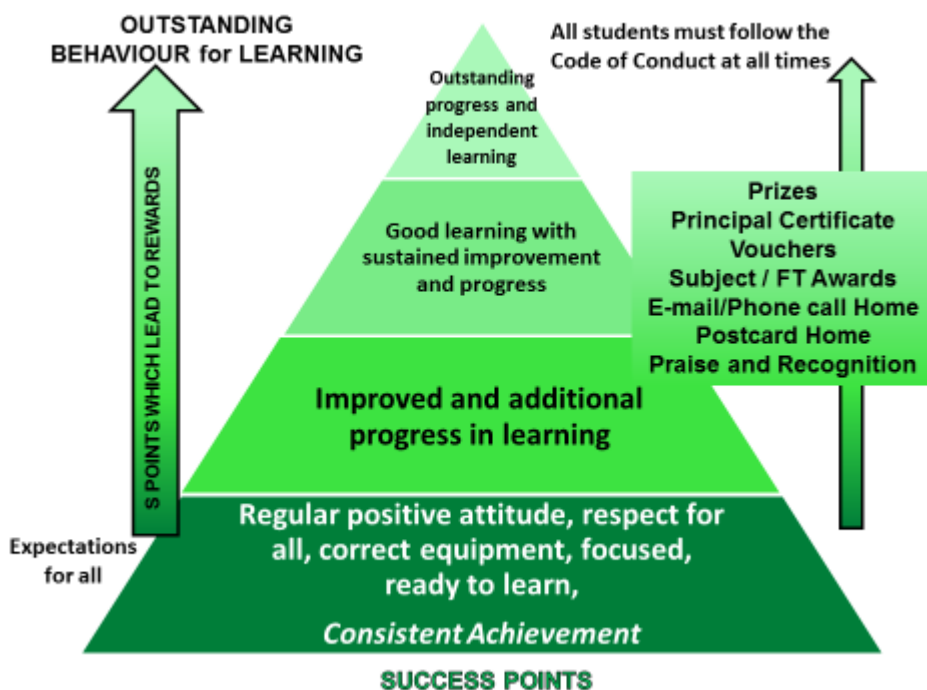 OUTSTANDING
BEHAVIOUR for LEARNING
All students must follow the
Code of Conduct at all times
Outstanding
progress and
independent
learning
S POINTS WHICH LEAD TO REWARDS
Good learning with
sustained improvement
and progress
Prizes
Principal Certificate
Vouchers
Subject / FT Awards
E-mail/Phone call Home
Postcard Home
Praise and Recognition
Improved and additional
progress in learning
Expectations
for all
Regular positive attitude, respect for
all, correct equipment, focused,
ready to learn,
Consistent Achievement
SUCCESS POINTS